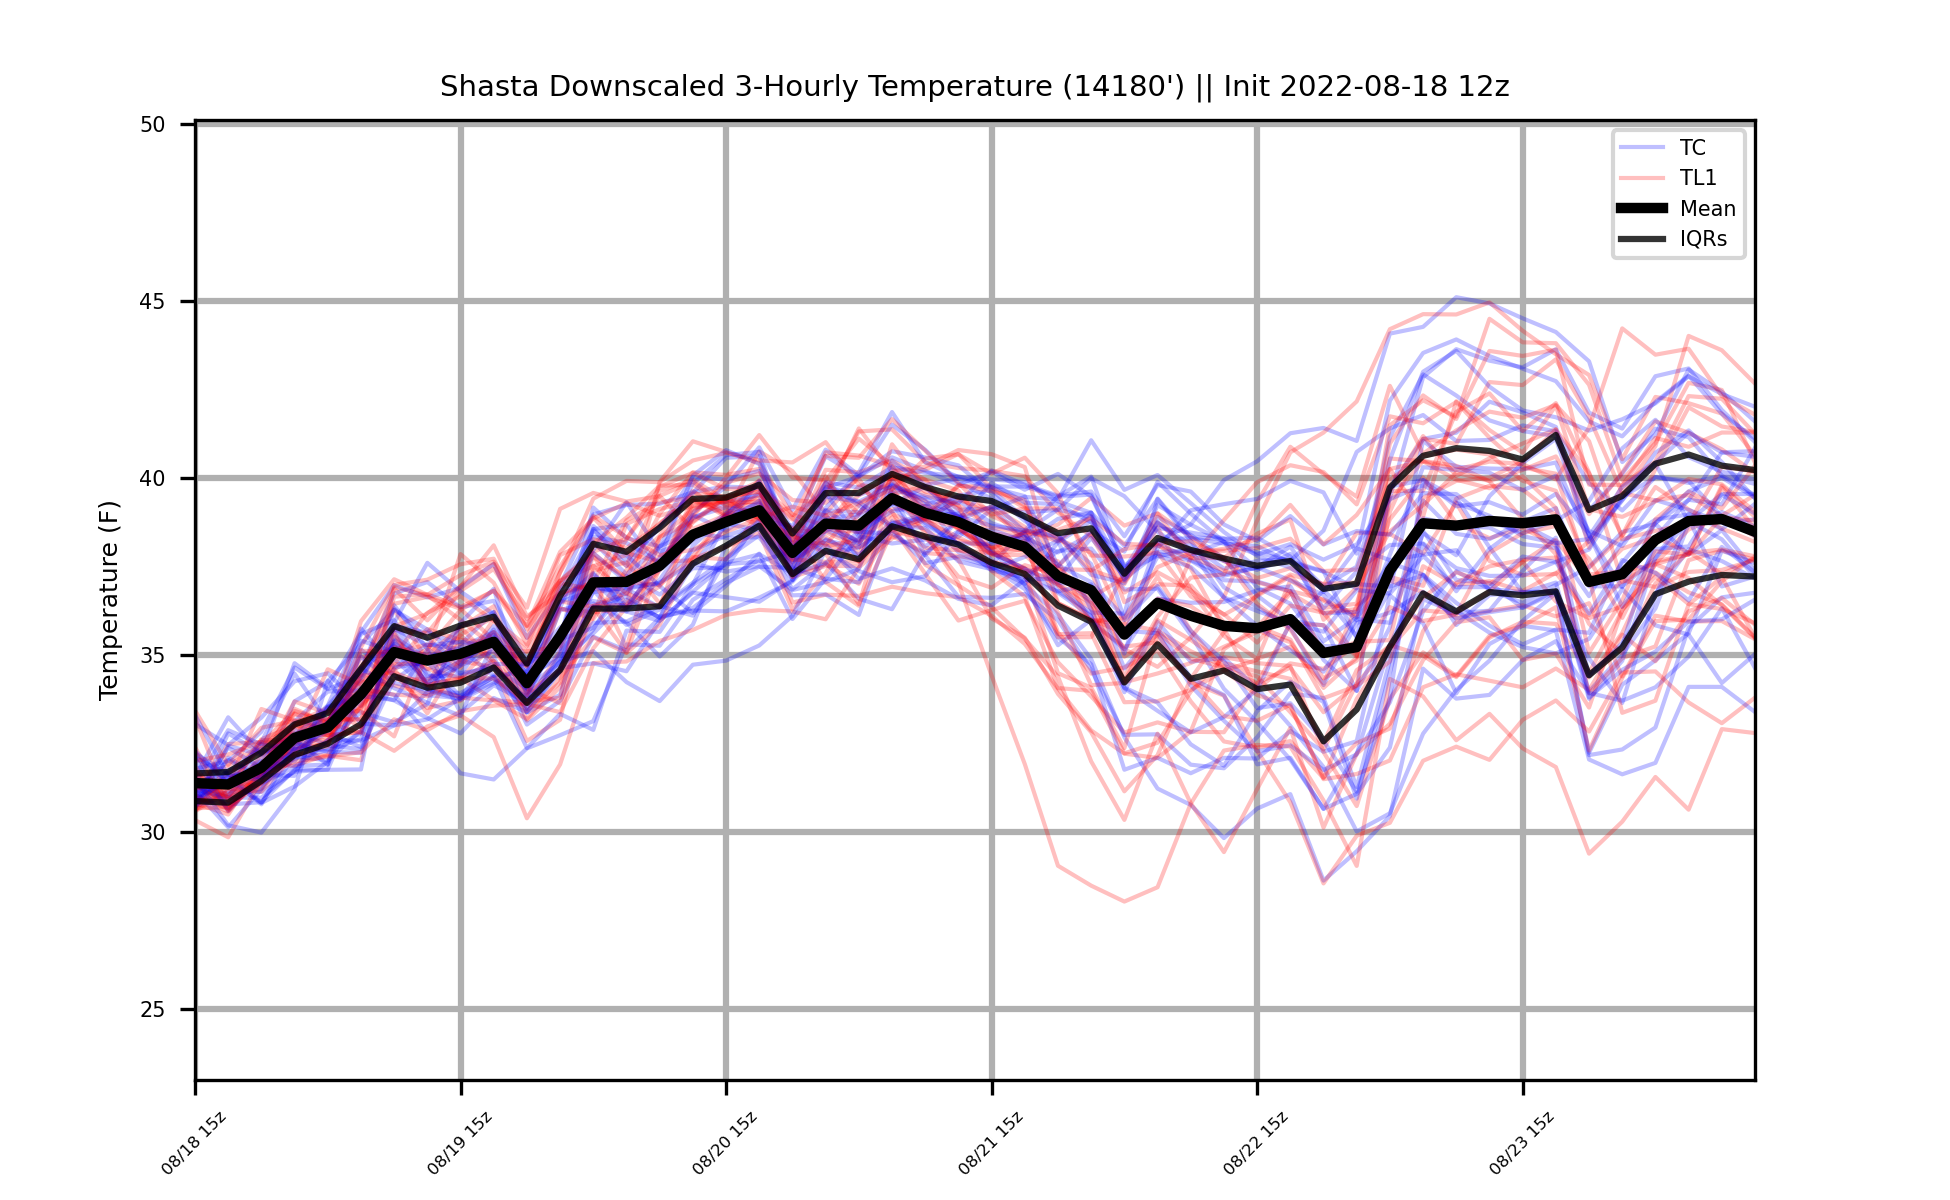 Shasta Downscaled 3-Hourly Temperature (14180') || Init 2022-08-18 12z
TC
TL1
Mean
IQRs
Temperature (F)
50
45
40
35
30
25
08/18 15z
08/19 15z
08/20 15z
08/21 15z
08/22 15z
08/23 15z